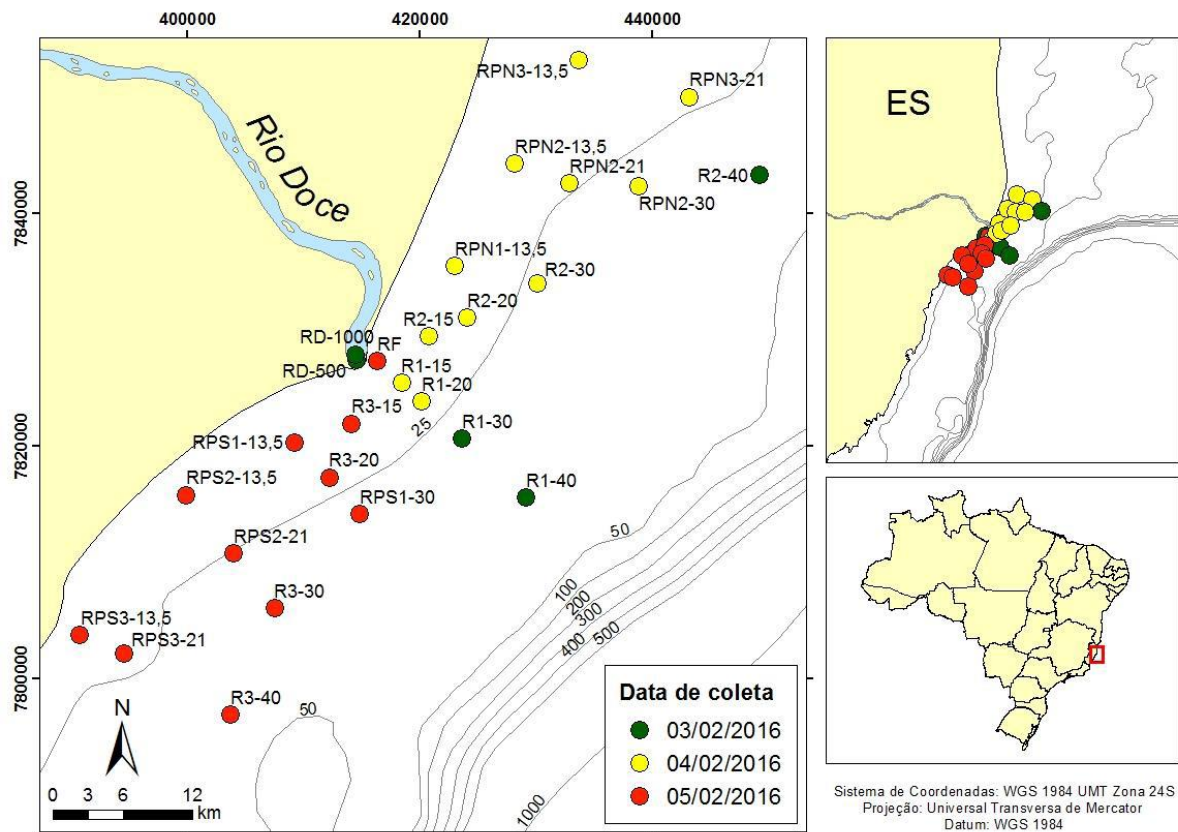 400000
420000
440000
RPN3-13,5
RPN3-21
ES
Rio Doce
RPN2-13,5
RPN2-21
R2-40
RPN2-30
7840000
RPN1-13,5
R2-30
R2-20
R2-15
RD-1000
RF
RD-500
R1-15
R1-20
R3-15
25
R1-30
RPS1-13,5
7820000
R3-20
RPS2-13,5
R1-40
RPS1-30
50
RPS2-21
100
200
300
400
500
R3-30
RPS3-13,5
RPS3-21
7800000
R3-40
50
N
Data de coleta
03/02/2016
04/02/2016
05/02/2016
0 3 6 12
km
1000
Sistema de Coordenadas: WGS 1984 UMT Zona 24S
Projeção: Universal Transversa de Mercator
Datum: WGS 1984